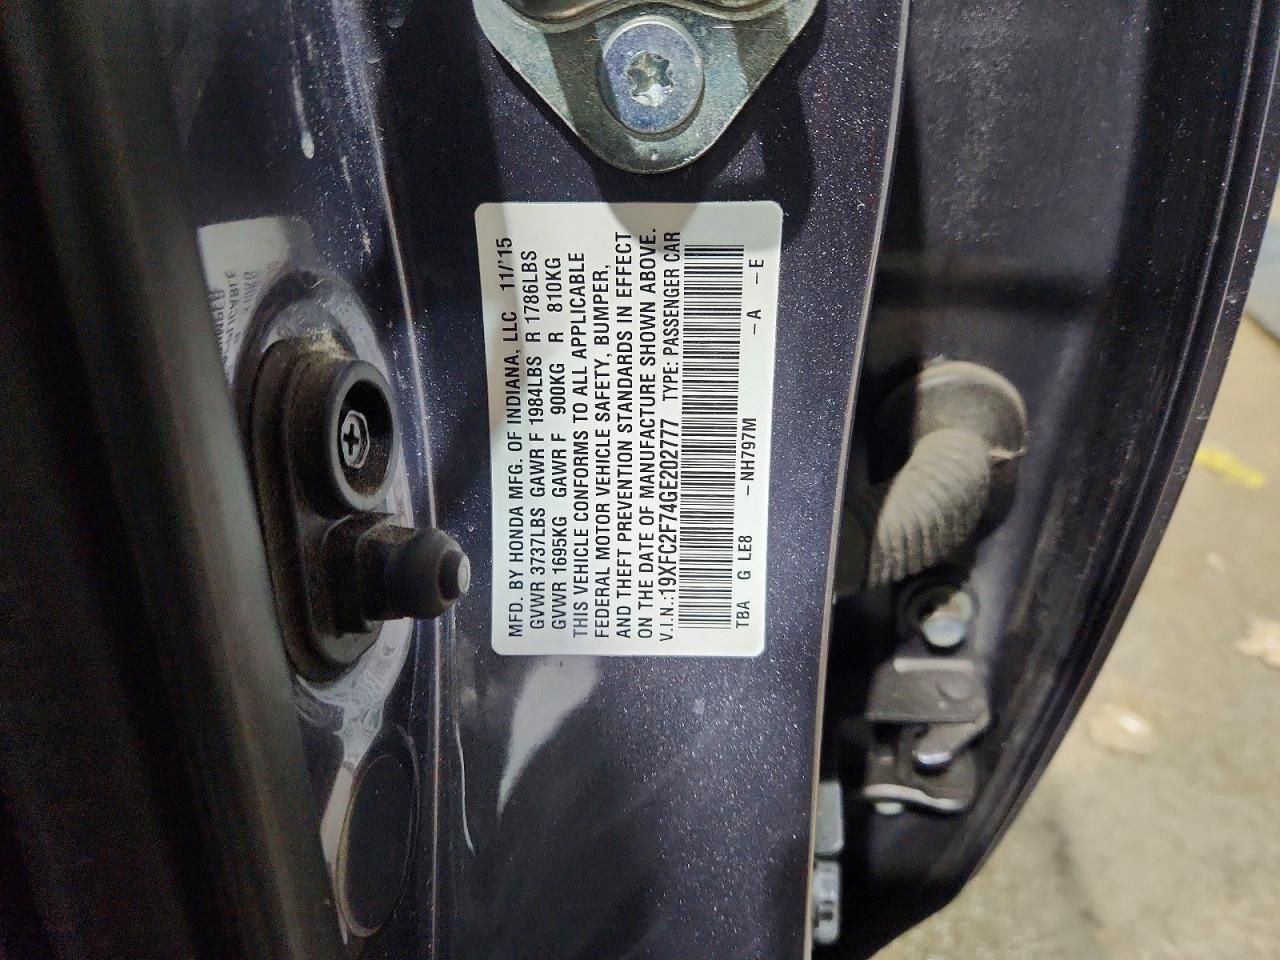 MFD. BY HONDA MFG. OF INDIANA, LLC 11/'15
GVWR 3737LBS GAWR F 1984LBS R 1786LBS
GVWR 1695KG GAWR F 900KG R 810KG
THIS VEHICLE CONFORMS TO ALL APPLICABLE
FEDERAL MOTOR VEHICLE SAFETY, BUMPER,
AND THEFT PREVENTION STANDARDS IN EFFECT
ON THE DATE OF MANUFACTURE SHOWN ABOVE.
V.I.N.:19XFC2F74GE202777 TYPE: PASSENGER CAR
TBA G LE8 - NH797M - A - E